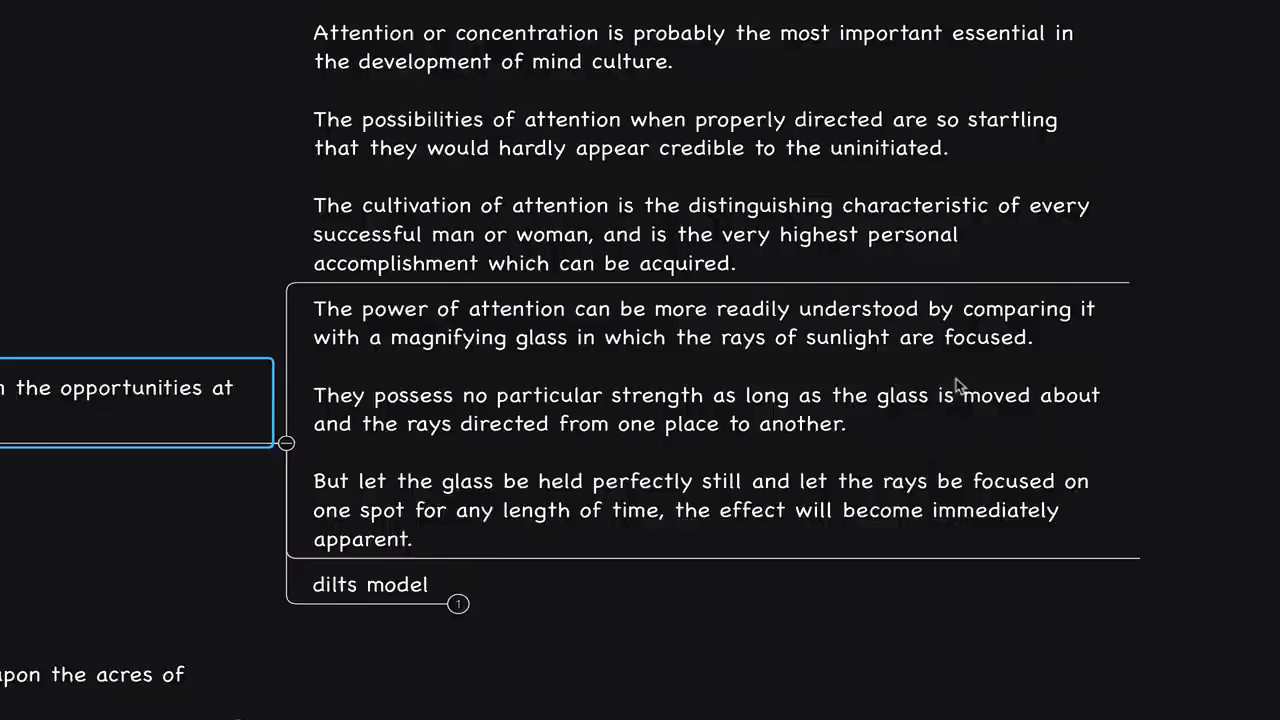 Attention or concentration is probably the most important essential in
the development of mind culture.
The possibilities of attention when properly directed are so startling
that they would hardly appear credible to the uninitiated.
The cultivation of attention is the distinguishing characteristic of every
successful man or woman, and is the very highest personal
accomplishment which can be acquired.
The power of attention can be more readily understood by comparing it
with a magnifying glass in which the rays of sunlight are focused.
the opportunities at
They possess no particular strength as long as the glass is moved about
and the rays directed from one place to another.
But let the glass be held perfectly still and let the rays be focused on
one spot for any length of time, the effect will become immediately
apparent.
dilts model
1
upon the acres of